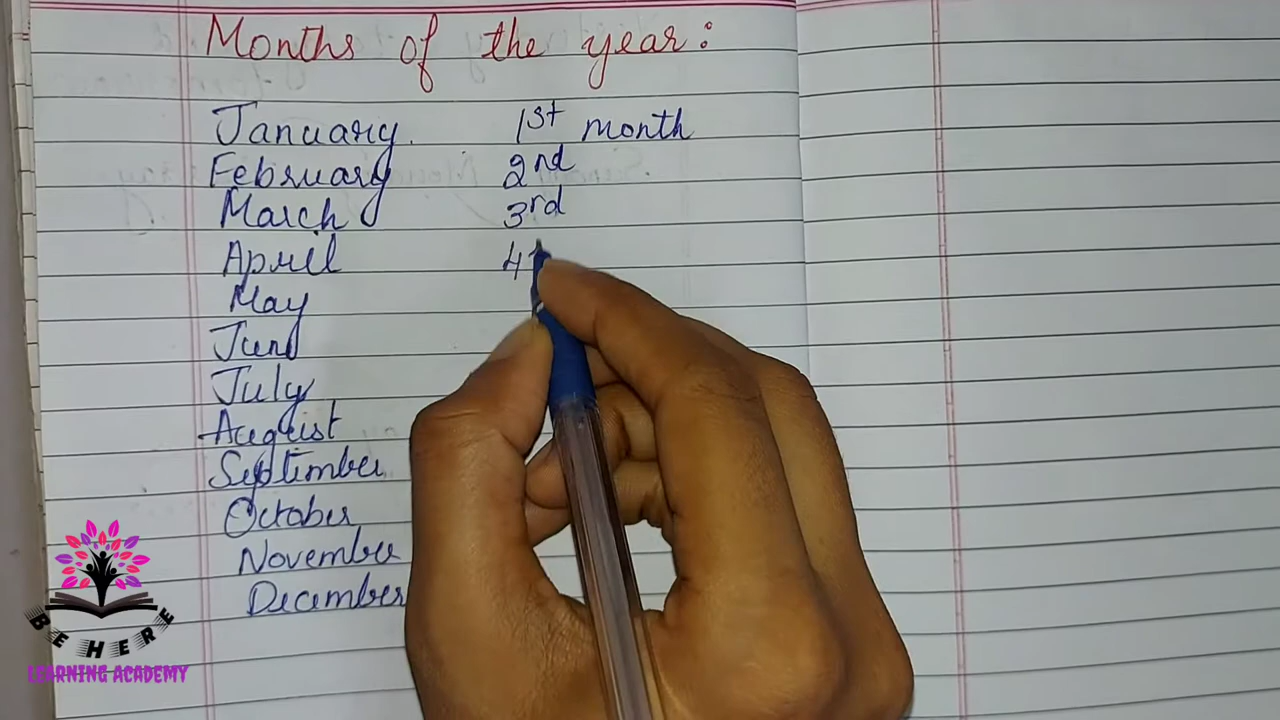 Months of the year:
January. 1st month
February 2nd
March 3rd
April 4
May
June
July
August
September
October
November
December
BE HERE
LEARNING ACADEMY